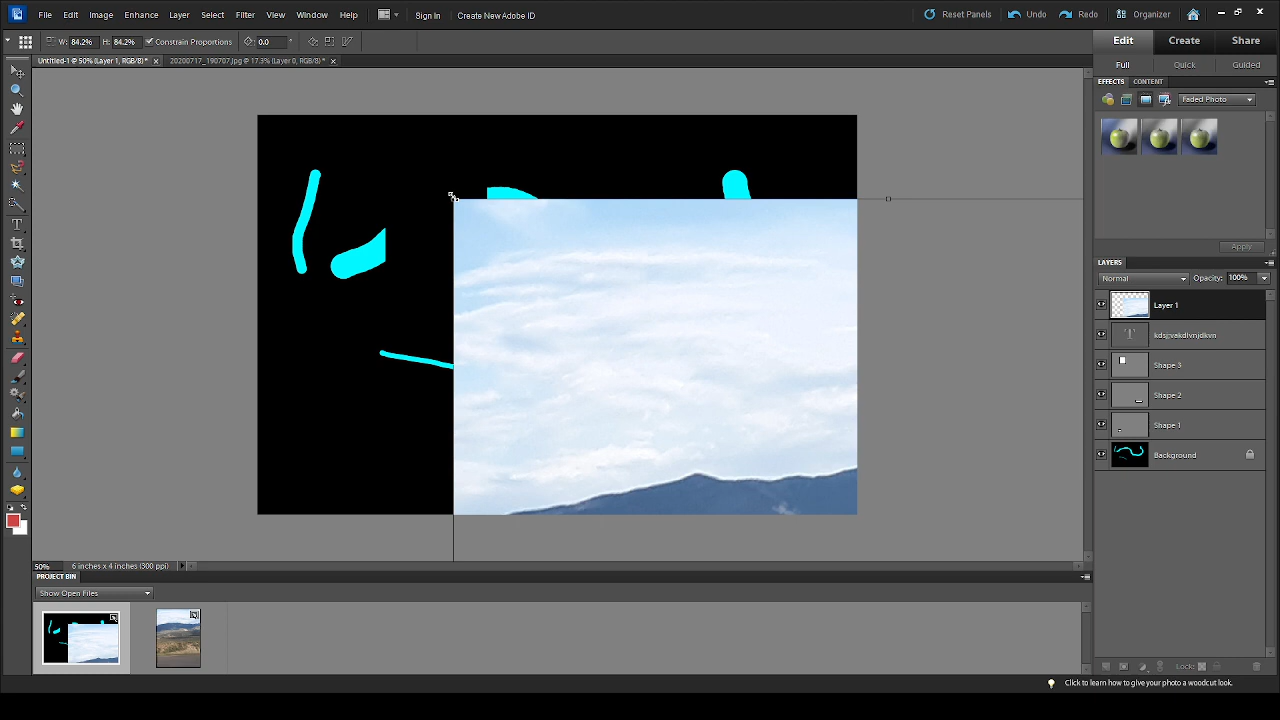 File Edit Image Enhance Layer Select Filter View Window Help Sign In Create New Adobe ID Reset Panels Undo Redo Organizer
W: 84.2% H: 84.2% Constrain Proportions 0.0 °
Edit Create Share
Untitled-1 @ 50% (Layer 1, RGB/8) * × 20200717_190707.jpg @ 17.3% (Layer 0, RGB/8) * ×
Full Quick Guided
EFFECTS CONTENT
Faded Photo
Apply
LAYERS
Normal Opacity: 100%
Layer 1
T kdsjjvakdlvnjdkvn
Shape 3
Shape 2
Shape 1
Background
50% 6 inches x 4 inches (300 ppi)
PROJECT BIN
Show Open Files
Lock:
Click to learn how to give your photo a woodcut look.